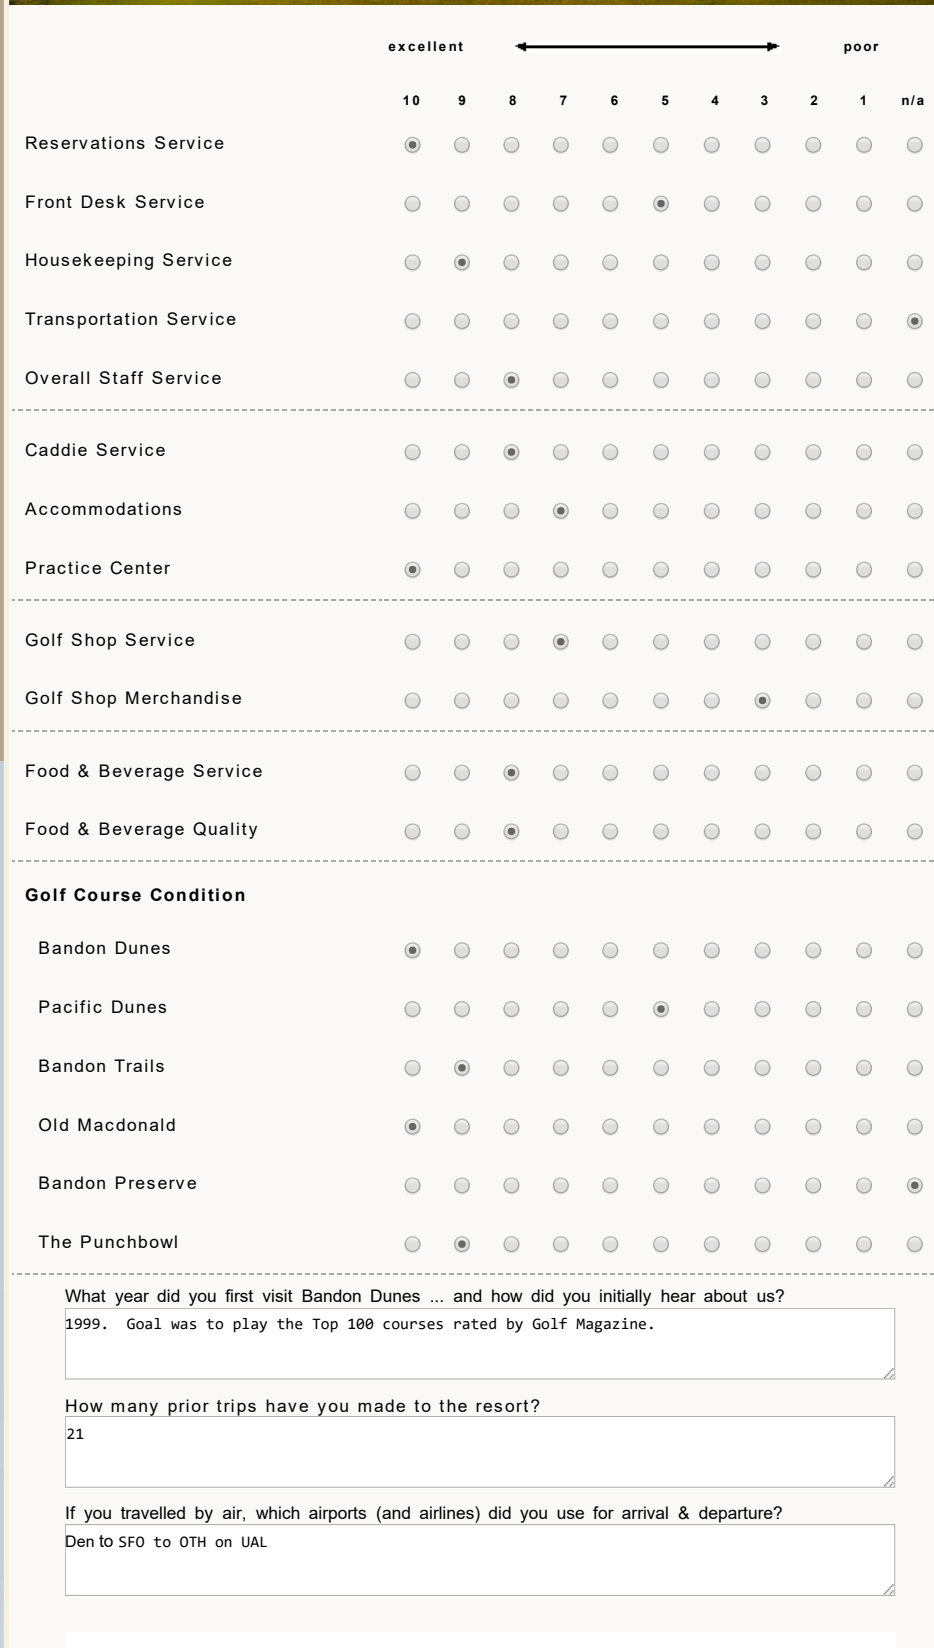 excellent poor
10 9 8 7 6 5 4 3 2 1 n/a
Reservations Service
Front Desk Service
Housekeeping Service
Transportation Service
Overall Staff Service
Caddie Service
Accommodations
Practice Center
Golf Shop Service
Golf Shop Merchandise
Food & Beverage Service
Food & Beverage Quality
Golf Course Condition
Bandon Dunes
Pacific Dunes
Bandon Trails
Old Macdonald
Bandon Preserve
The Punchbowl
What year did you first visit Bandon Dunes ... and how did you initially hear about us?
1999. Goal was to play the Top 100 courses rated by Golf Magazine.
How many prior trips have you made to the resort?
21
If you travelled by air, which airports (and airlines) did you use for arrival & departure?
Den to SFO to OTH on UAL